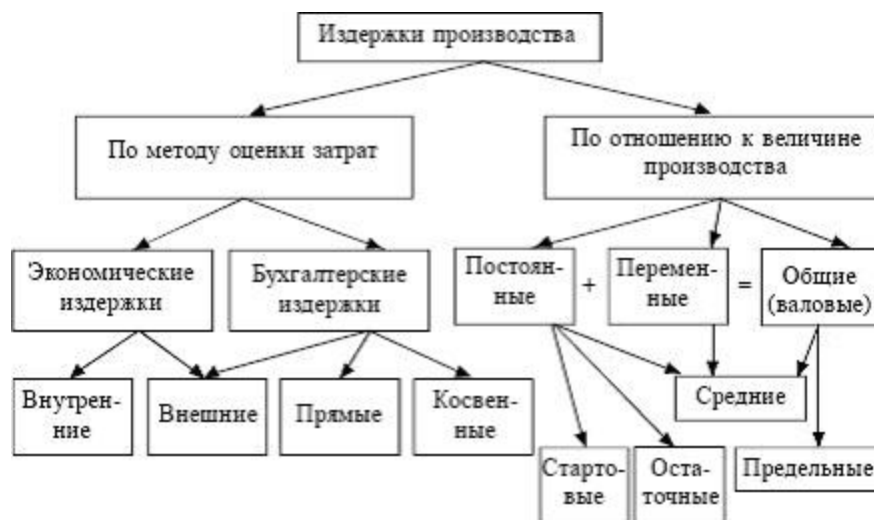 Издержки производства
По методу оценки затрат
По отношению к величине
производства
Экономические
издержки
Бухгалтерские
издержки
Постоян-
ные
+
Перемен-
ные
=
Общие
(валовые)
Внутрен-
ние
Внешние
Прямые
Косвен-
ные
Средние
Старто-
вые
Оста-
точные
Предельные